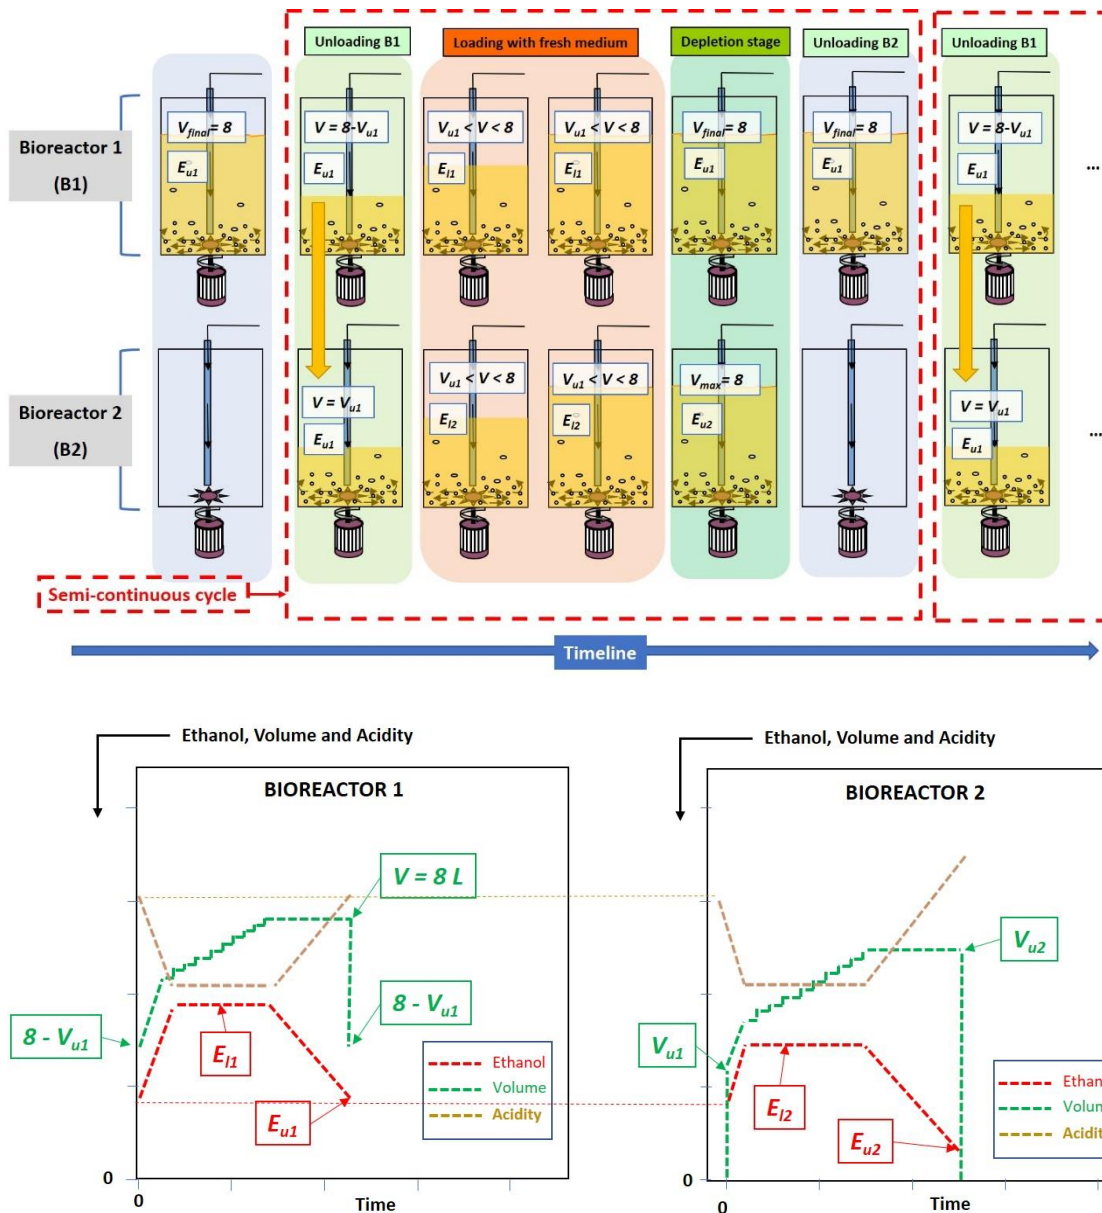 Unloading B1
Loading with fresh medium
Depletion stage
Unloading B2
Unloading B1
Bioreactor 1
(B1)
V_final = 8
E_u1
V = 8-V_u1
E_u1
V_u1 < V < 8
E_l1
V_u1 < V < 8
E_l1
V_final = 8
E_u1
V_final = 8
E_u1
V = 8-V_u1
E_u1
...
Bioreactor 2
(B2)
V = V_u1
E_u1
V_u1 < V < 8
E_l2
V_u1 < V < 8
E_l2
V_max = 8
E_u2
V = V_u1
E_u1
...
Semi-continuous cycle
Timeline
Ethanol, Volume and Acidity
BIOREACTOR 1
V = 8 L
8 - V_u1
8 - V_u1
E_l1
E_u1
Ethanol
Volume
Acidity
0
0
Time
Ethanol, Volume and Acidity
BIOREACTOR 2
V_u2
V_u1
E_l2
E_u2
Ethan
Volum
Acidit
0
0
Time